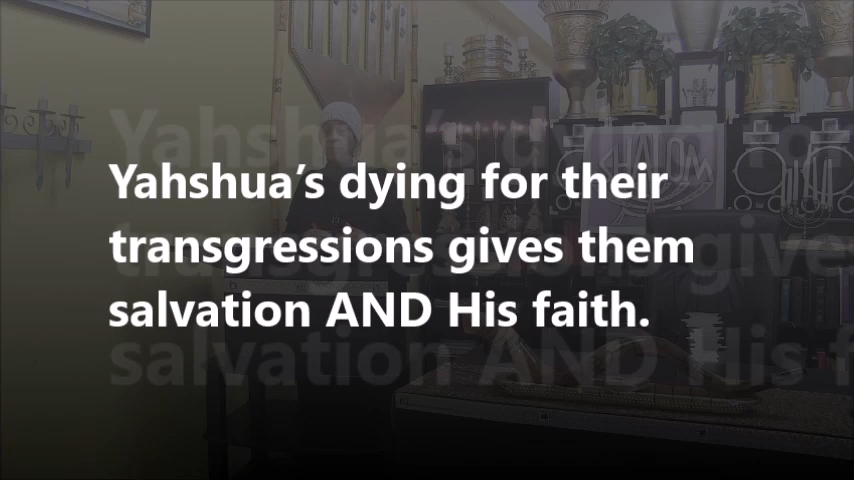 Yahshua’s dying for their
transgressions gives them
salvation AND His faith.